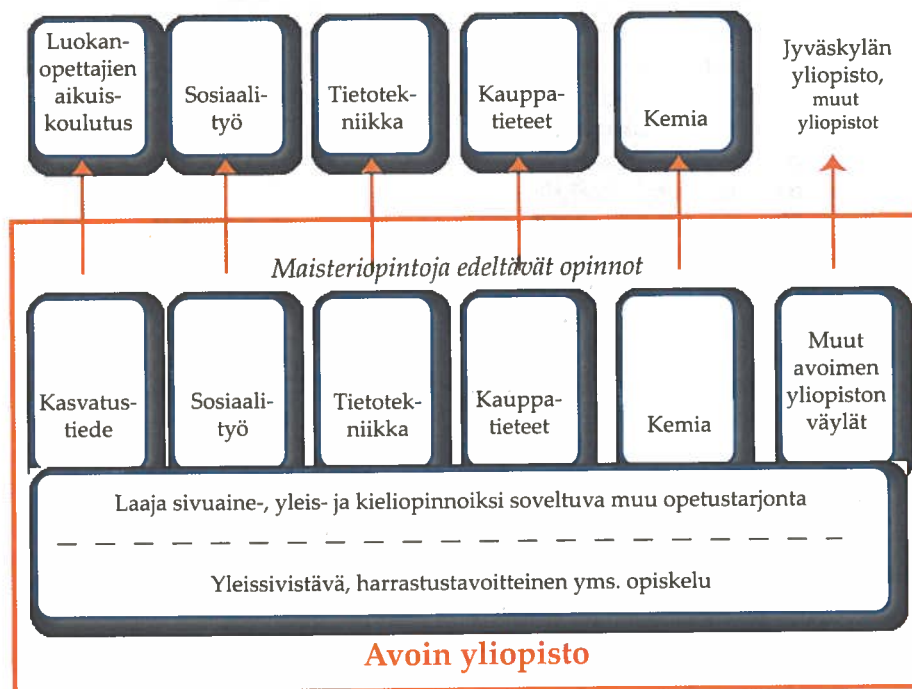 Luokan-
opettajien
aikuis-
koulutus
Sosiaali-
työ
Tietotek-
niikka
Kauppa-
tieteet
Kemia
Jyväskylän
yliopisto,
muut
yliopistot
Maisteriopintoja edeltävät opinnot
Kasvatus-
tiede
Sosiaali-
työ
Tietotek-
niikka
Kauppa-
tieteet
Kemia
Muut
avoimen
yliopiston
väylät
Laaja sivuaine-, yleis- ja kieliopinnoiksi soveltuva muu opetustarjonta
Yleissivistävä, harrastustavoitteinen yms. opiskelu
Avoin yliopisto